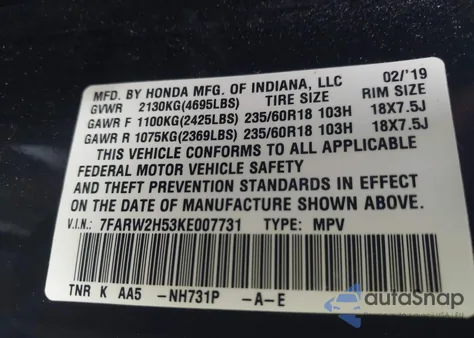 MFD. BY HONDA MFG. OF INDIANA, LLC 02/'19
GVWR 2130KG(4695LBS) TIRE SIZE RIM SIZE
GAWR F 1100KG(2425LBS) 235/60R18 103H 18X7.5J
GAWR R 1075KG(2369LBS) 235/60R18 103H 18X7.5J
THIS VEHICLE CONFORMS TO ALL APPLICABLE
FEDERAL MOTOR VEHICLE SAFETY
AND THEFT PREVENTION STANDARDS IN EFFECT
ON THE DATE OF MANUFACTURE SHOWN ABOVE.
V.I.N.: 7FARW2H53KE007731 TYPE: MPV
TNR K AA5 -NH731P -A-E
autoSnap